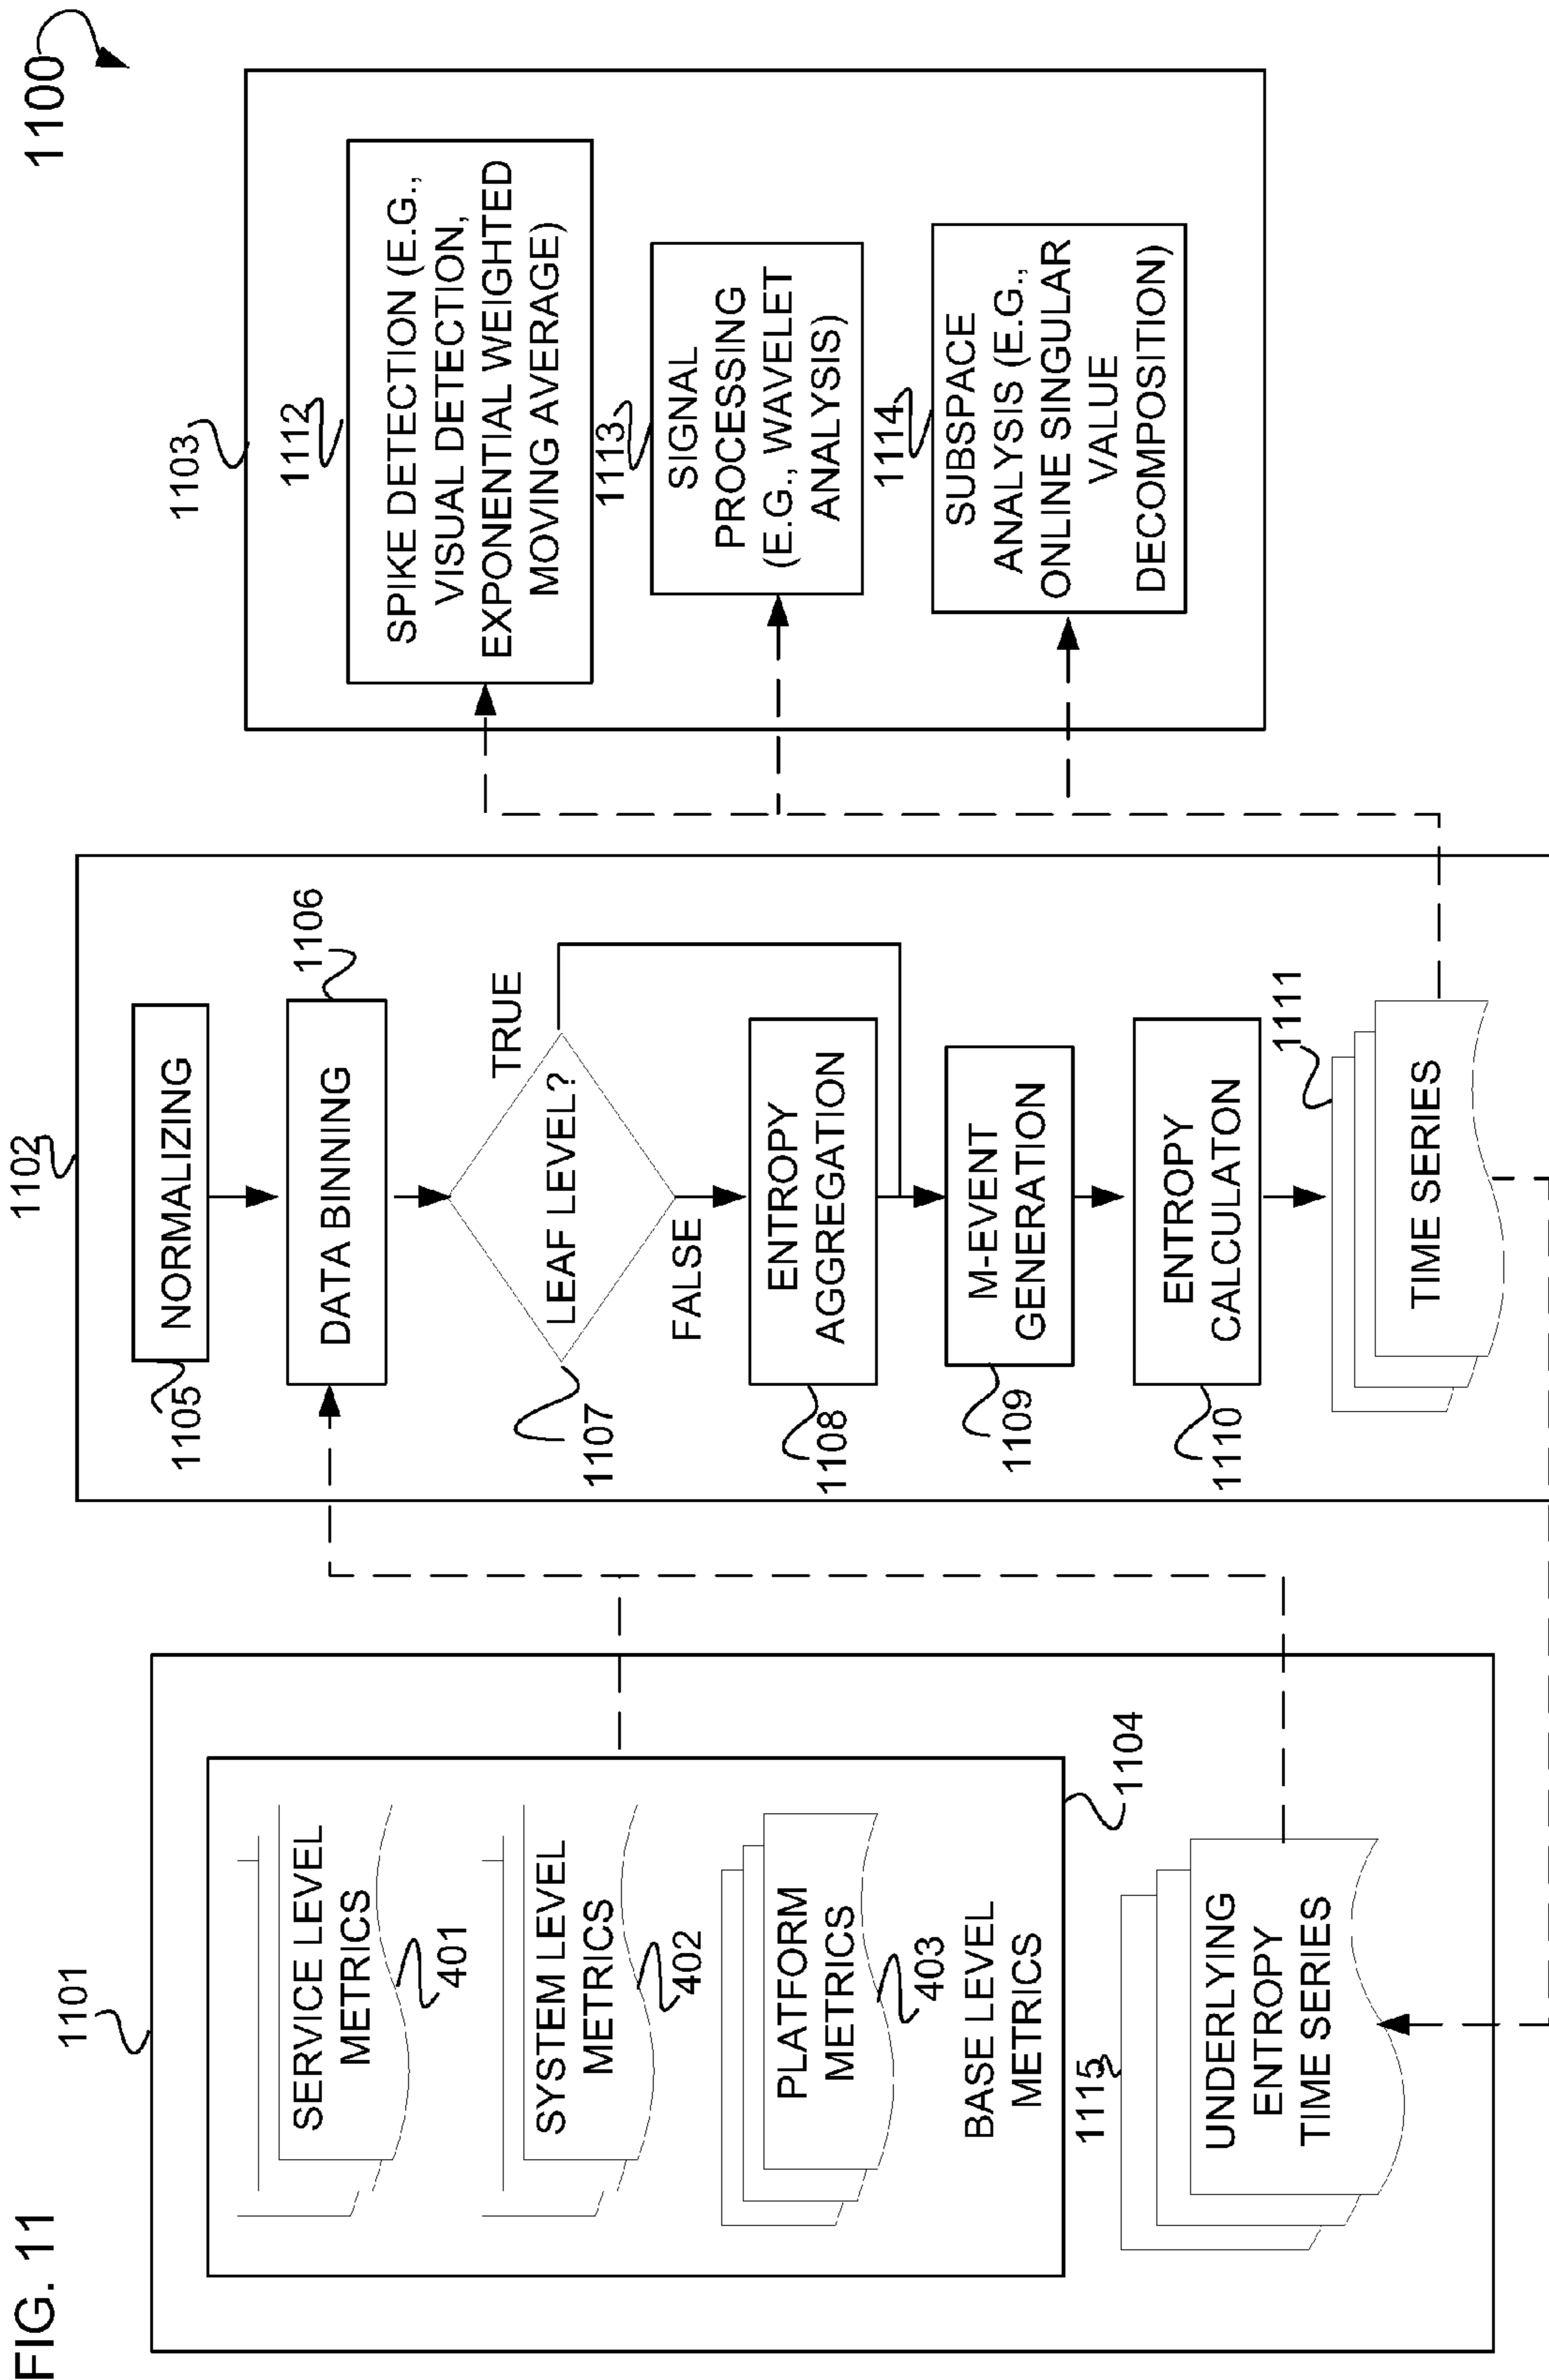 FIG. 11
1100
1101
SERVICE LEVEL
METRICS
401
SYSTEM LEVEL
METRICS
402
PLATFORM
METRICS
403
BASE LEVEL
METRICS
1104
1115
UNDERLYING
ENTROPY
TIME SERIES
1102
NORMALIZING
1105
DATA BINNING
1106
LEAF LEVEL?
1107
TRUE
FALSE
ENTROPY
AGGREGATION
1108
M-EVENT
GENERATION
1109
ENTROPY
CALCULATON
1110
1111
TIME SERIES
1103
1112
SPIKE DETECTION (E.G.,
VISUAL DETECTION,
EXPONENTIAL WEIGHTED
MOVING AVERAGE)
1113
SIGNAL
PROCESSING
(E.G., WAVELET
ANALYSIS)
1114
SUBSPACE
ANALYSIS (E.G.,
ONLINE SINGULAR
VALUE
DECOMPOSITION)